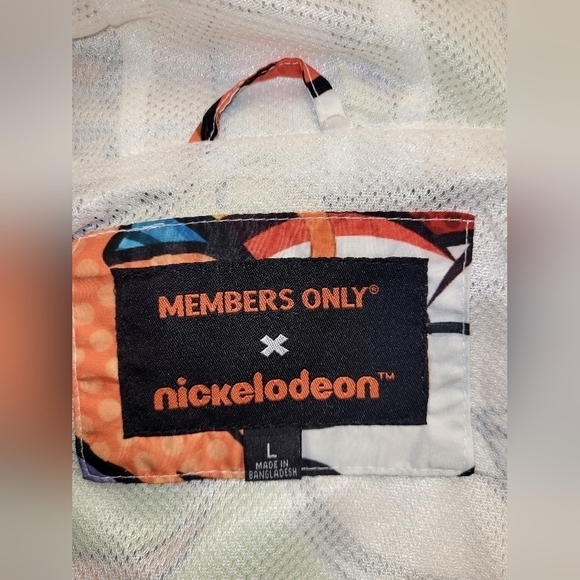 MEMBERS ONLY®
×
nickelodeon™
L
MADE IN
BANGLADESH